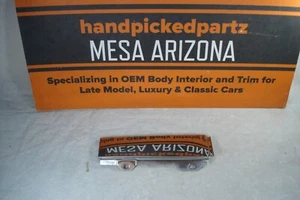 handpickedpartz
MESA ARIZONA
Specializing in OEM Body Interior and Trim for
Late Model, Luxury & Classic Cars